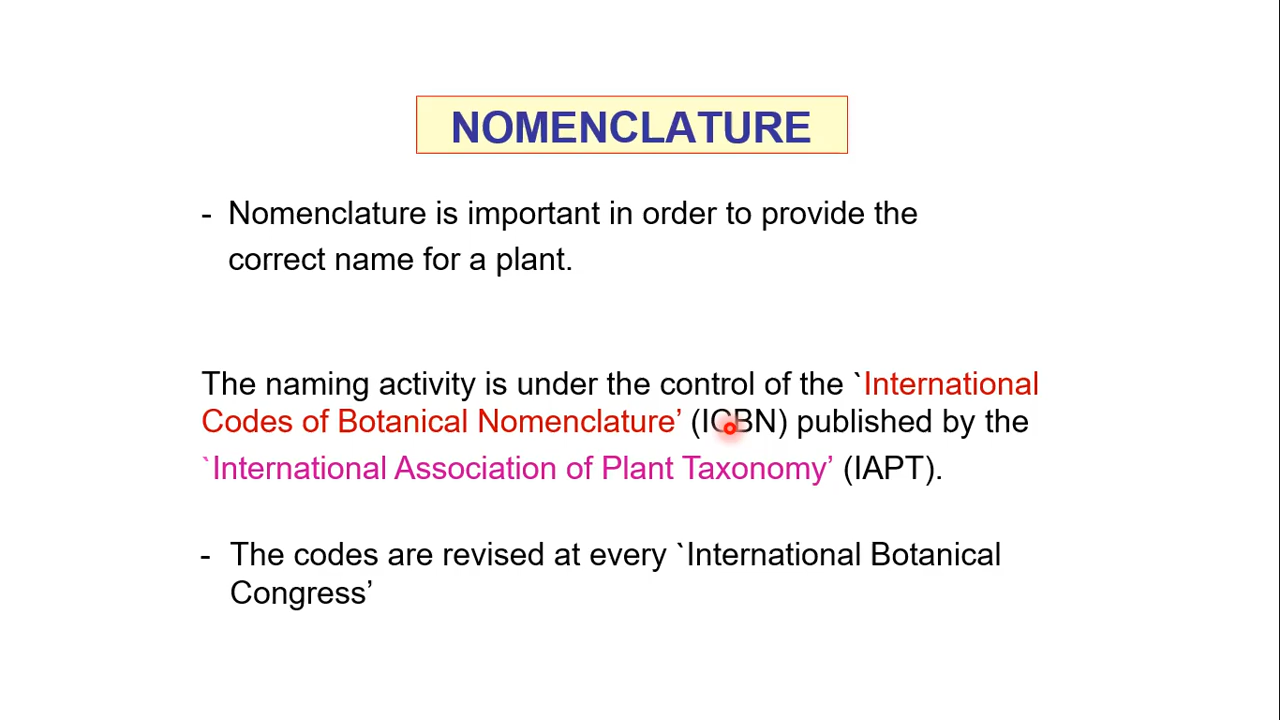 NOMENCLATURE
- Nomenclature is important in order to provide the
correct name for a plant.
The naming activity is under the control of the `International
Codes of Botanical Nomenclature’ (ICBN) published by the
`International Association of Plant Taxonomy’ (IAPT).
- The codes are revised at every `International Botanical
Congress’